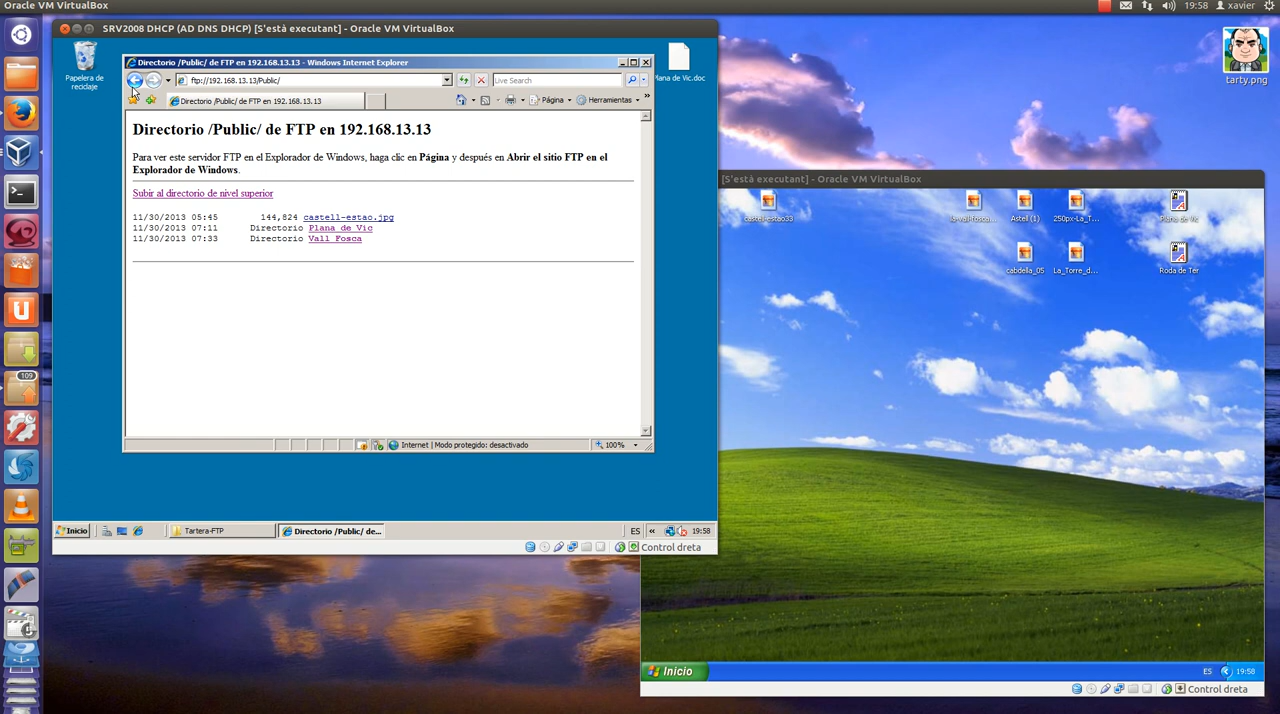 Oracle VM VirtualBox
19:58
xavier
SRV2008 DHCP (AD DNS DHCP) [S'està executant] - Oracle VM VirtualBox
Papelera de
reciclaje
Directorio /Public/ de FTP en 192.168.13.13 - Windows Internet Explorer
ftp://192.168.13.13/Public/
Live Search
Directorio /Public/ de FTP en 192.168.13.13
Página
Herramientas
Directorio /Public/ de FTP en 192.168.13.13
Para ver este servidor FTP en el Explorador de Windows, haga clic en Página y después en Abrir el sitio FTP en el
Explorador de Windows.
Subir al directorio de nivel superior
11/30/2013 05:45 144,824 castell-estao.jpg
11/30/2013 07:11 Directorio Plana de Vic
11/30/2013 07:33 Directorio Vall Fosca
Internet | Modo protegido: desactivado
100%
Inicio
Tartera-FTP
Directorio /Public/ de...
ES
19:58
Control dreta
lana de Vic.doc
tarty.png
[S'està executant] - Oracle VM VirtualBox
castell-estao33
Astell (1)
250px-La_T...
Plana de Vic
cabdella_05
La_Torre_d...
Roda de Ter
109
Inicio
ES
19:58
Control dreta